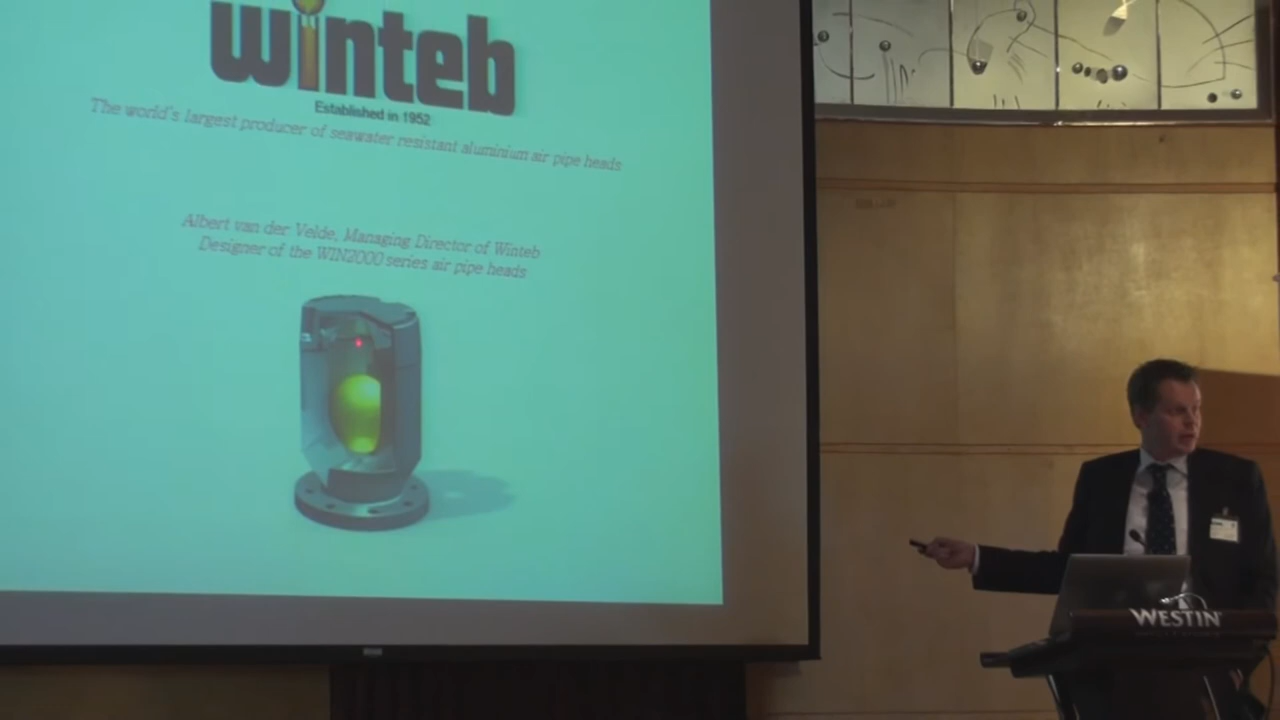 winteb
Established in 1952
The world's largest producer of seawater resistant aluminium air pipe heads
Albert van der Velde, Managing Director of Winteb
Designer of the WIN2000 series air pipe heads
WESTIN